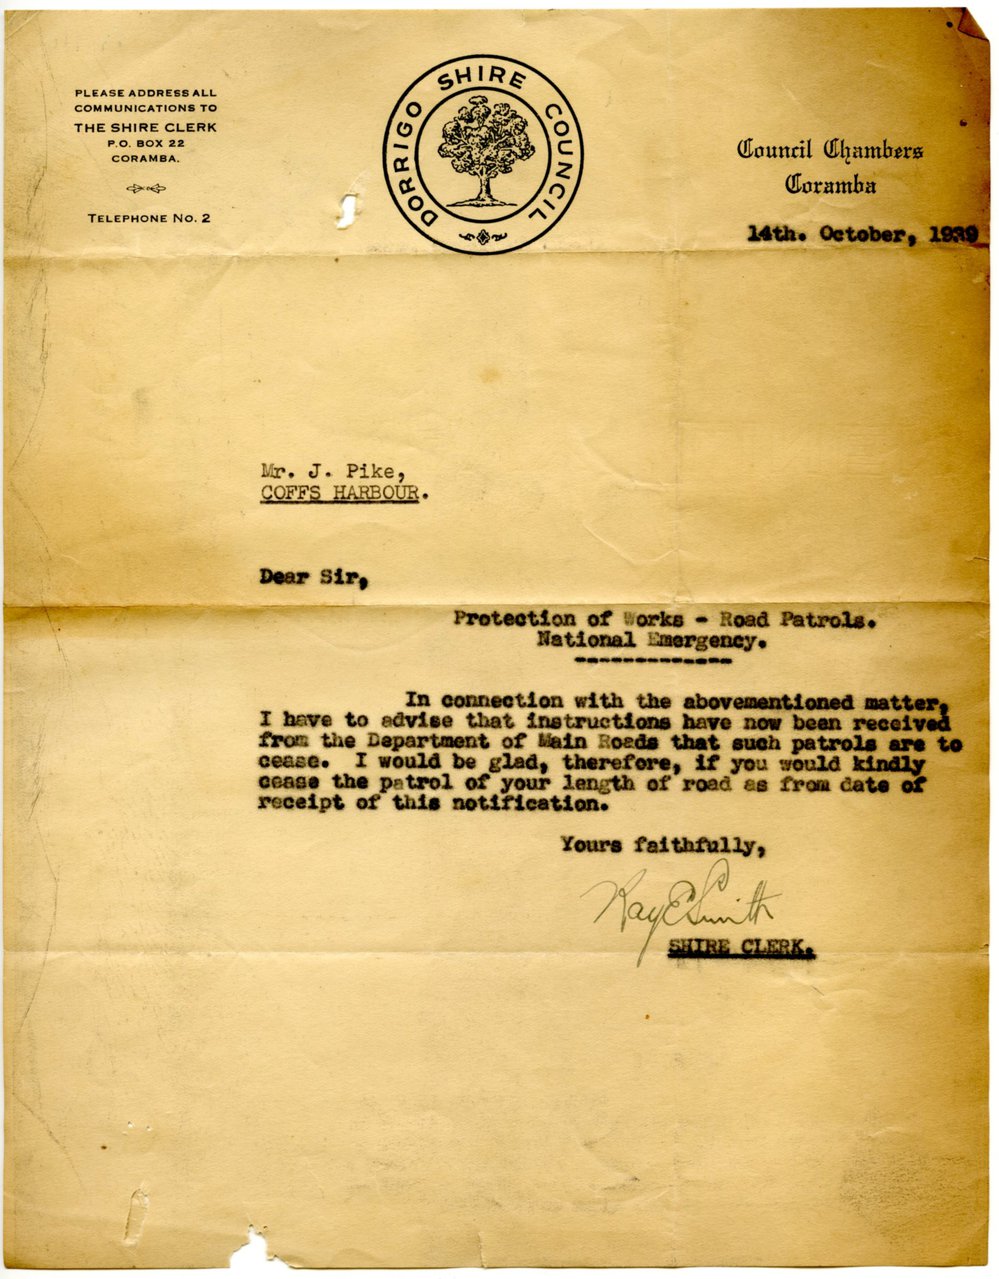 PLEASE ADDRESS ALL
COMMUNICATIONS TO
THE SHIRE CLERK
P.O. BOX 22
CORAMBA.
TELEPHONE No. 2
DORRIGO SHIRE COUNCIL
Council Chambers
Coramba
14th. October, 1939
Mr. J. Pike,
COFFS HARBOUR.
Dear Sir,
Protection of Works - Road Patrols.
National Emergency.
-------------
In connection with the abovementioned matter,
I have to advise that instructions have now been received
from the Department of Main Roads that such patrols are to
cease. I would be glad, therefore, if you would kindly
cease the patrol of your length of road as from date of
receipt of this notification.
Yours faithfully,
Ray E Smith
SHIRE CLERK.